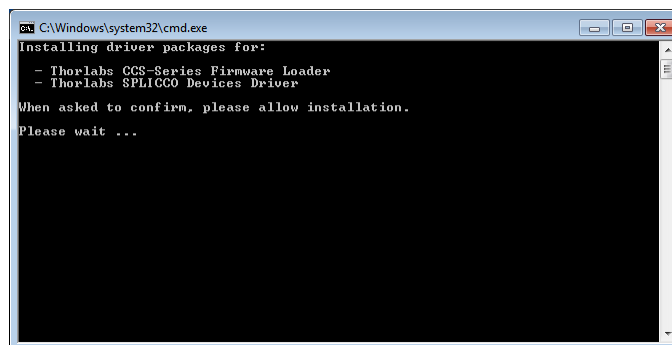 C:\Windows\system32\cmd.exe
Installing driver packages for:
- Thorlabs CCS-Series Firmware Loader
- Thorlabs SPLICCO Devices Driver
When asked to confirm, please allow installation.
Please wait ...